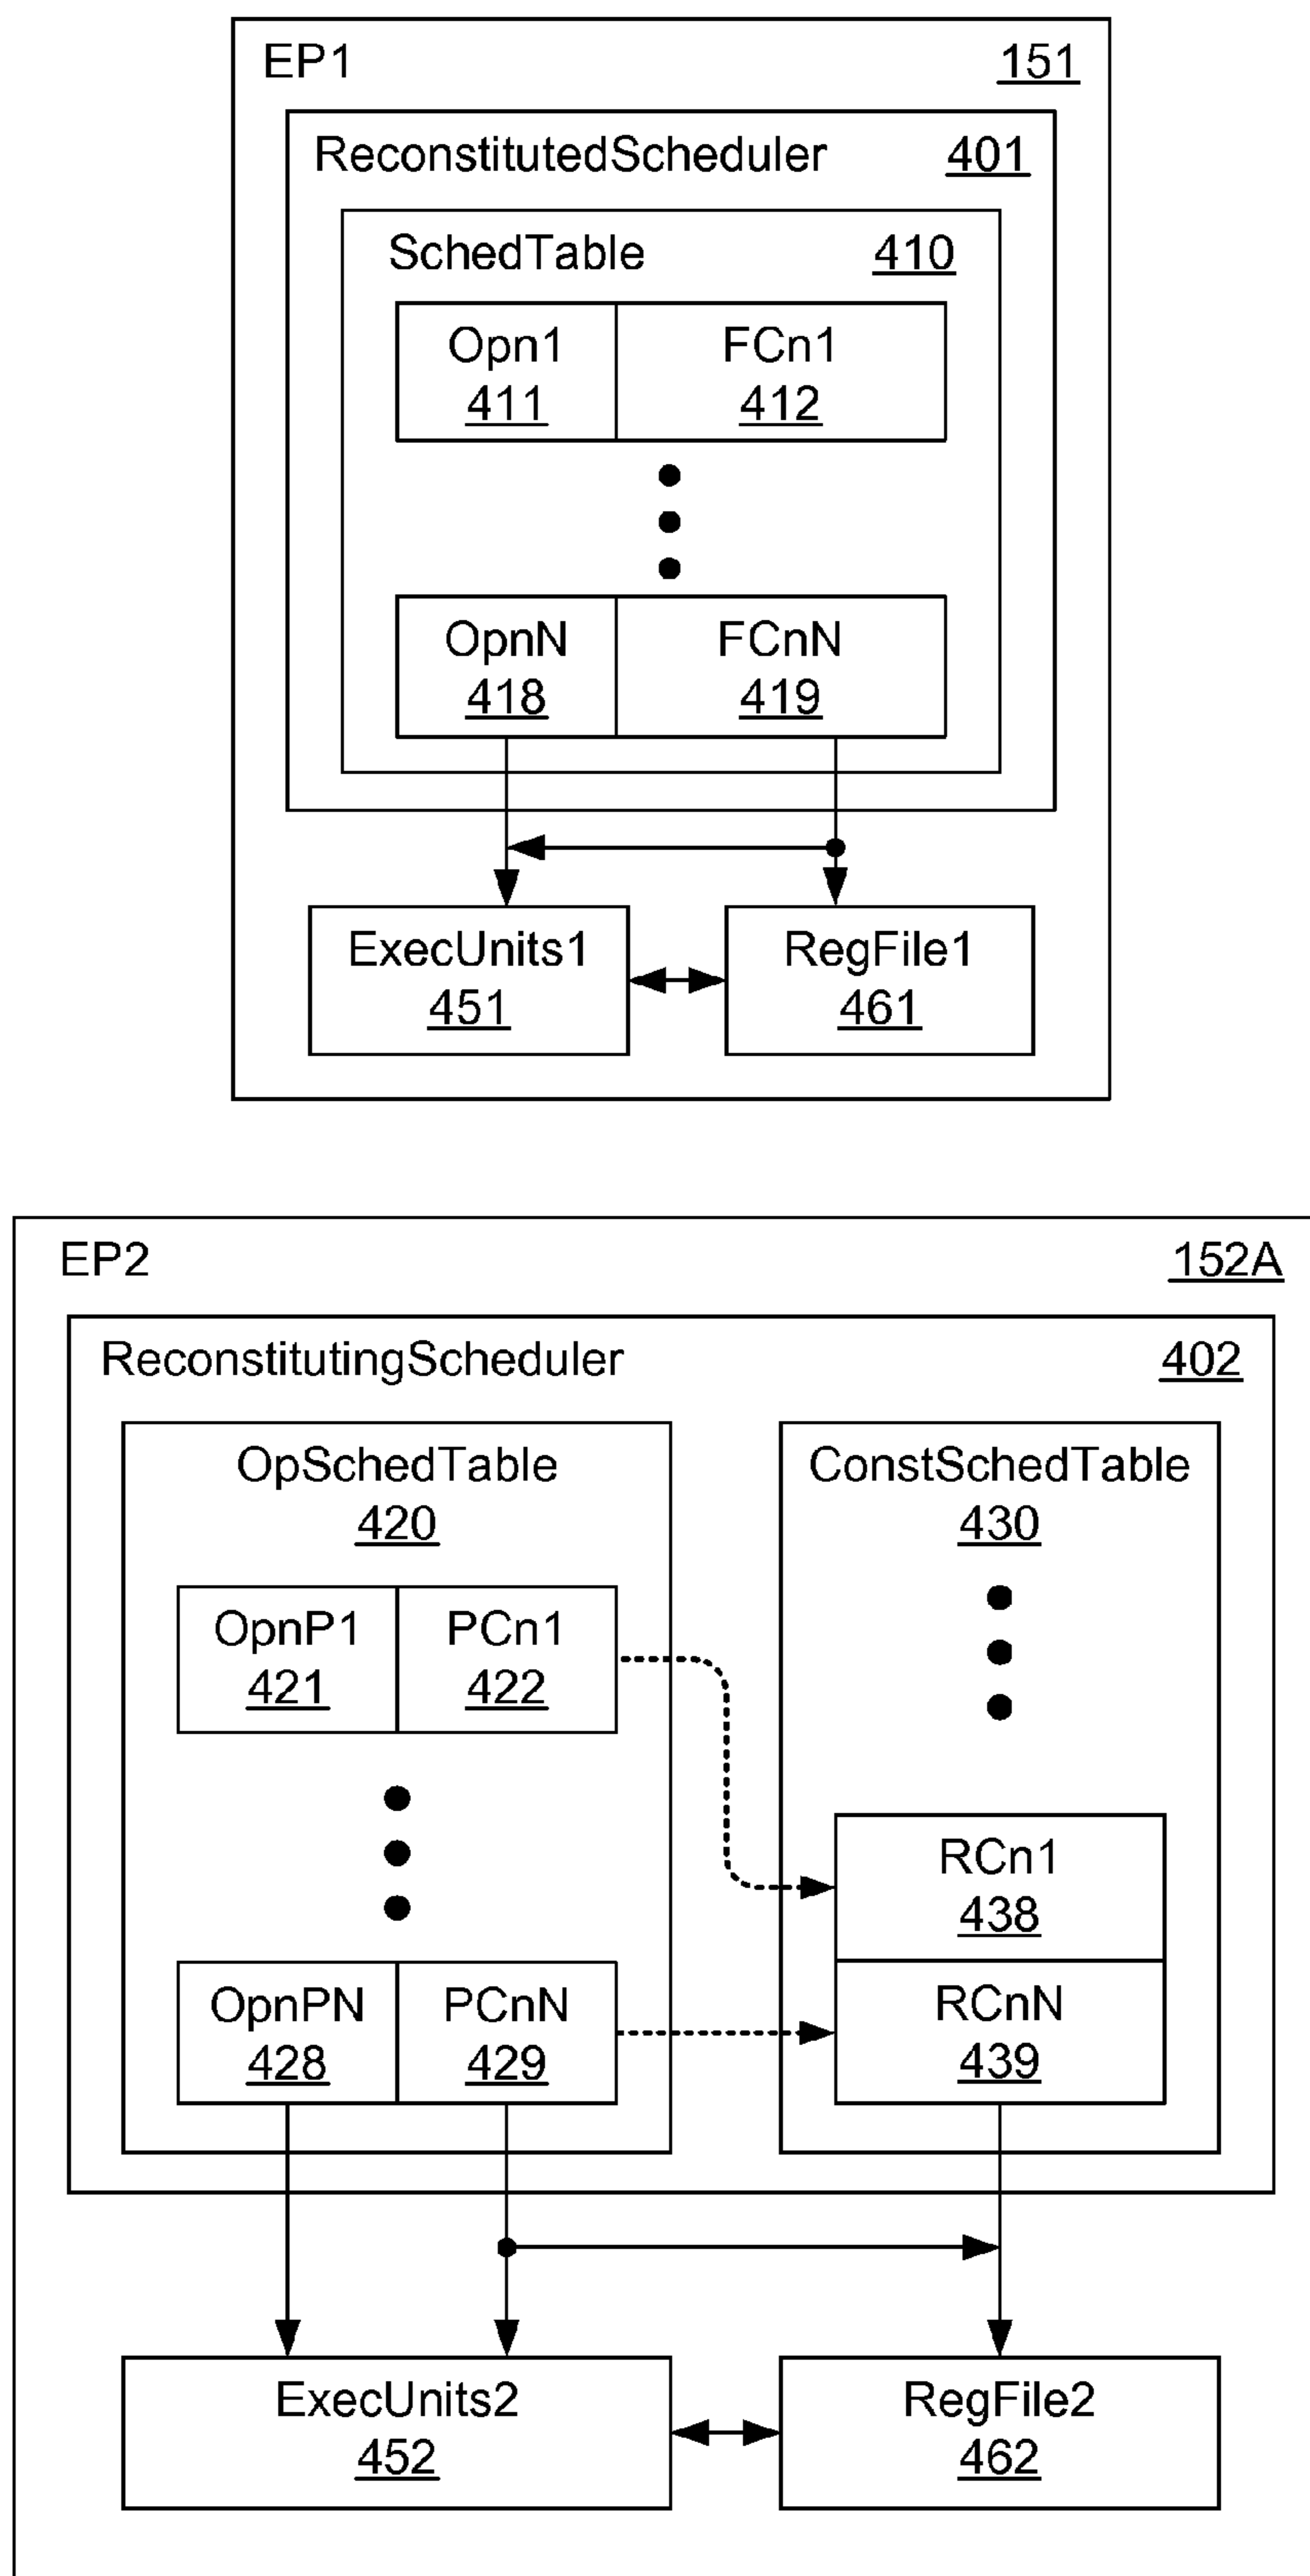 EP1 151
ReconstitutedScheduler 401
SchedTable 410
Opn1 FCn1
411 412
OpnN FCnN
418 419
ExecUnits1 RegFile1
451 461
EP2 152A
ReconstitutingScheduler 402
OpSchedTable ConstSchedTable
420 430
OpnP1 PCn1
421 422
RCn1
438
OpnPN PCnN RCnN
428 429 439
ExecUnits2 RegFile2
452 462